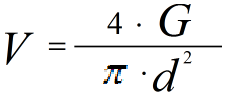 V = 4 · G / π · d²